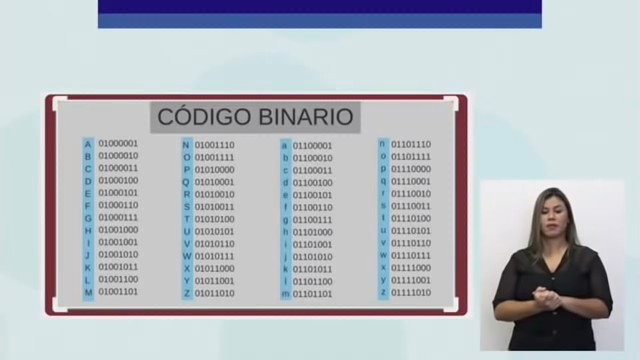 CÓDIGO BINARIO
A 01000001
B 01000010
C 01000011
D 01000100
E 01000101
F 01000110
G 01000111
H 01001000
I 01001001
J 01001010
K 01001011
L 01001100
M 01001101
N 01001110
O 01001111
P 01010000
Q 01010001
R 01010010
S 01010011
T 01010100
U 01010101
V 01010110
W 01010111
X 01011000
Y 01011001
Z 01011010
a 01100001
b 01100010
c 01100011
d 01100100
e 01100101
f 01100110
g 01100111
h 01101000
i 01101001
j 01101010
k 01101011
l 01101100
m 01101101
n 01101110
o 01101111
p 01110000
q 01110001
r 01110010
s 01110011
t 01110100
u 01110101
v 01110110
w 01110111
x 01111000
y 01111001
z 01111010